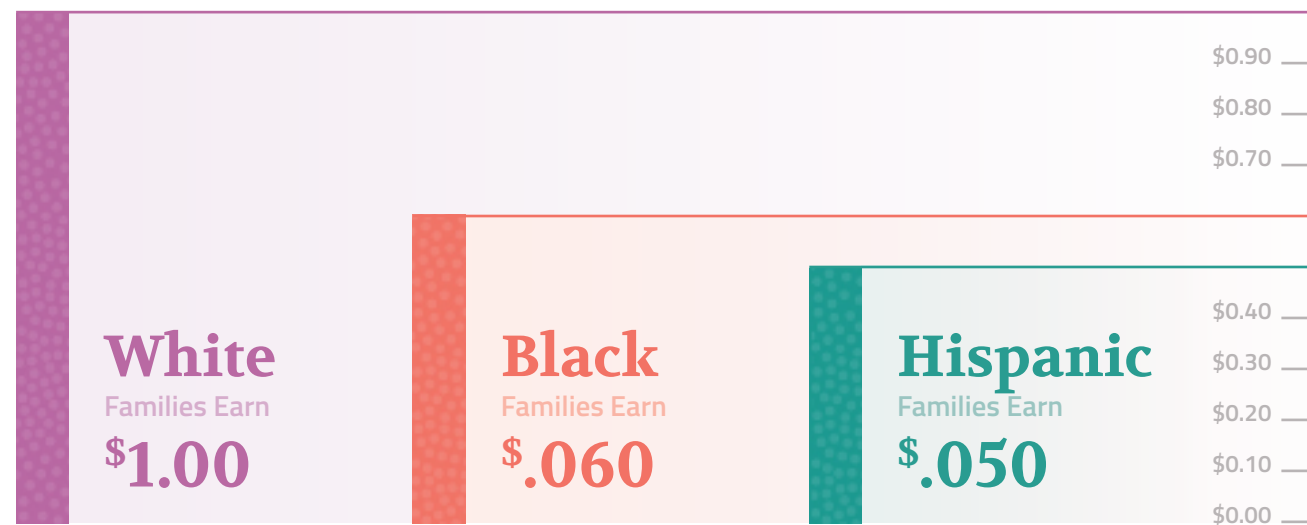 $0.90
$0.80
$0.70
$0.40
$0.30
$0.20
$0.10
$0.00
White
Families Earn
$1.00
Black
Families Earn
$.060
Hispanic
Families Earn
$.050